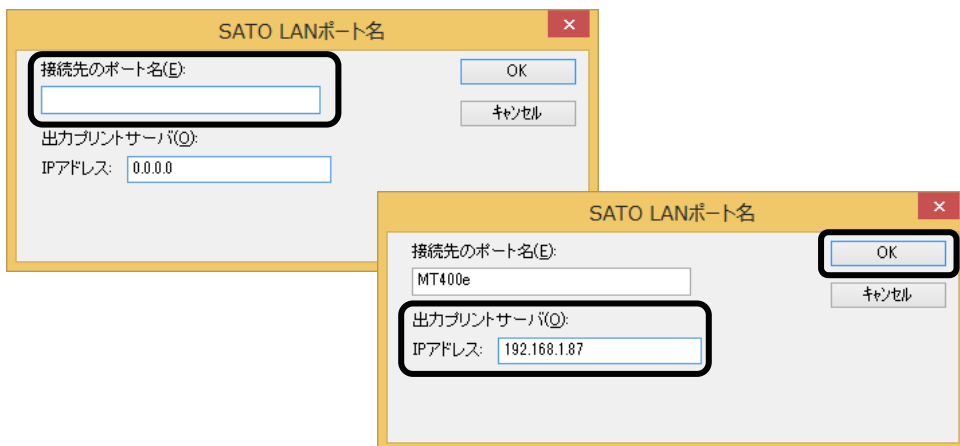 SATO LANポート名
接続先のポート名(E):
OK
キャンセル
出力プリントサーバ(O):
IPアドレス: 0.0.0.0
SATO LANポート名
接続先のポート名(E):
OK
MT400e
キャンセル
出力プリントサーバ(O):
IPアドレス: 192.168.1.87